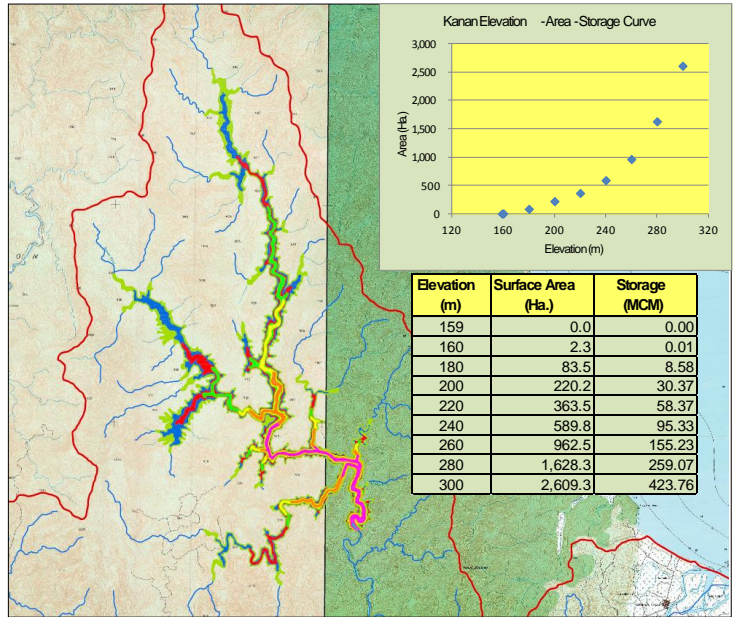 Kanan Elevation - Area - Storage Curve
3,000
2,500
2,000
1,500
1,000
500
0
Area (Ha.)
120 160 200 240 280 320
Elevation (m)
Elevation (m) Surface Area (Ha.) Storage (MCM)
159 0.0 0.00
160 2.3 0.01
180 83.5 8.58
200 220.2 30.37
220 363.5 58.37
240 589.8 95.33
260 962.5 155.23
280 1,628.3 259.07
300 2,609.3 423.76